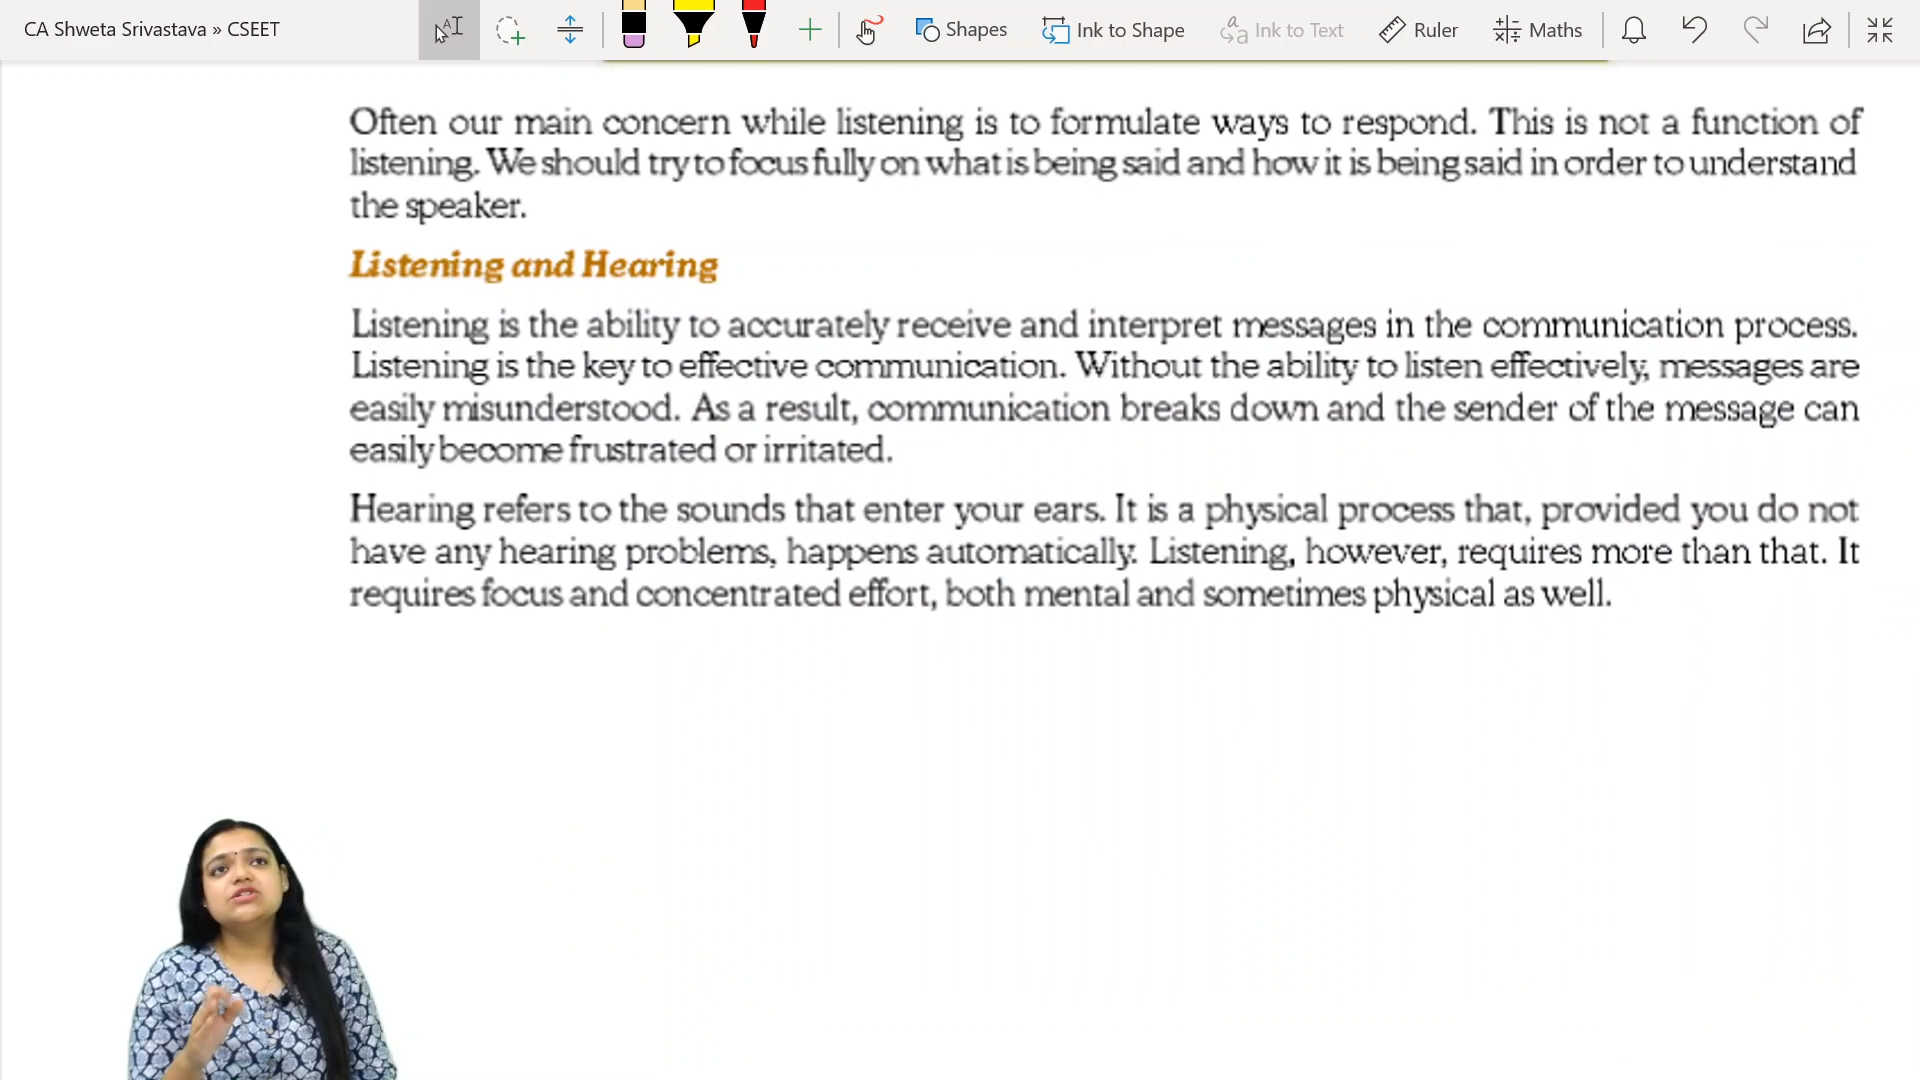 CA Shweta Srivastava » CSEET
Shapes
Ink to Shape
Ink to Text
Ruler
Maths
Often our main concern while listening is to formulate ways to respond. This is not a function of
listening. We should try to focus fully on what is being said and how it is being said in order to understand
the speaker.
Listening and Hearing
Listening is the ability to accurately receive and interpret messages in the communication process.
Listening is the key to effective communication. Without the ability to listen effectively, messages are
easily misunderstood. As a result, communication breaks down and the sender of the message can
easily become frustrated or irritated.
Hearing refers to the sounds that enter your ears. It is a physical process that, provided you do not
have any hearing problems, happens automatically. Listening, however, requires more than that. It
requires focus and concentrated effort, both mental and sometimes physical as well.